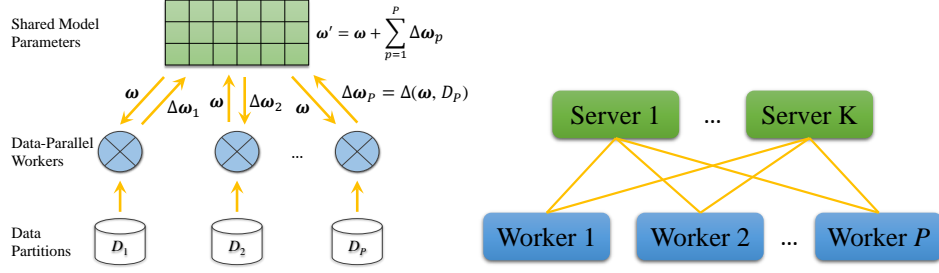 Shared Model
Parameters
𝝎′ = 𝝎 + ∑_{p=1}^{P} Δ𝝎_p
𝝎 Δ𝝎_1 𝝎 Δ𝝎_2 𝝎 Δ𝝎_P = Δ(𝝎, D_P)
Data-Parallel
Workers
...
Data
Partitions
D_1 D_2 D_P
Server 1 ... Server K
Worker 1 Worker 2 ... Worker P